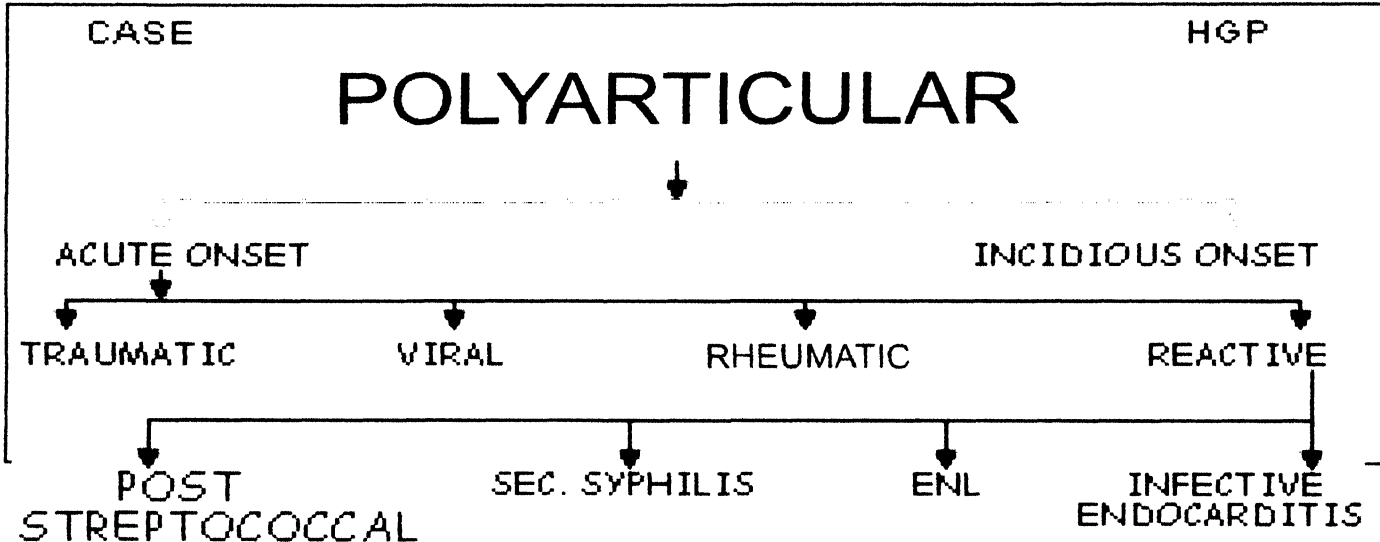 CASE HGP
POLYARTICULAR
ACUTE ONSET INCIDIOUS ONSET
TRAUMATIC VIRAL RHEUMATIC REACTIVE
POST SEC. SYPHILIS ENL INFECTIVE
STREPTOCOCCAL ENDOCARDITIS